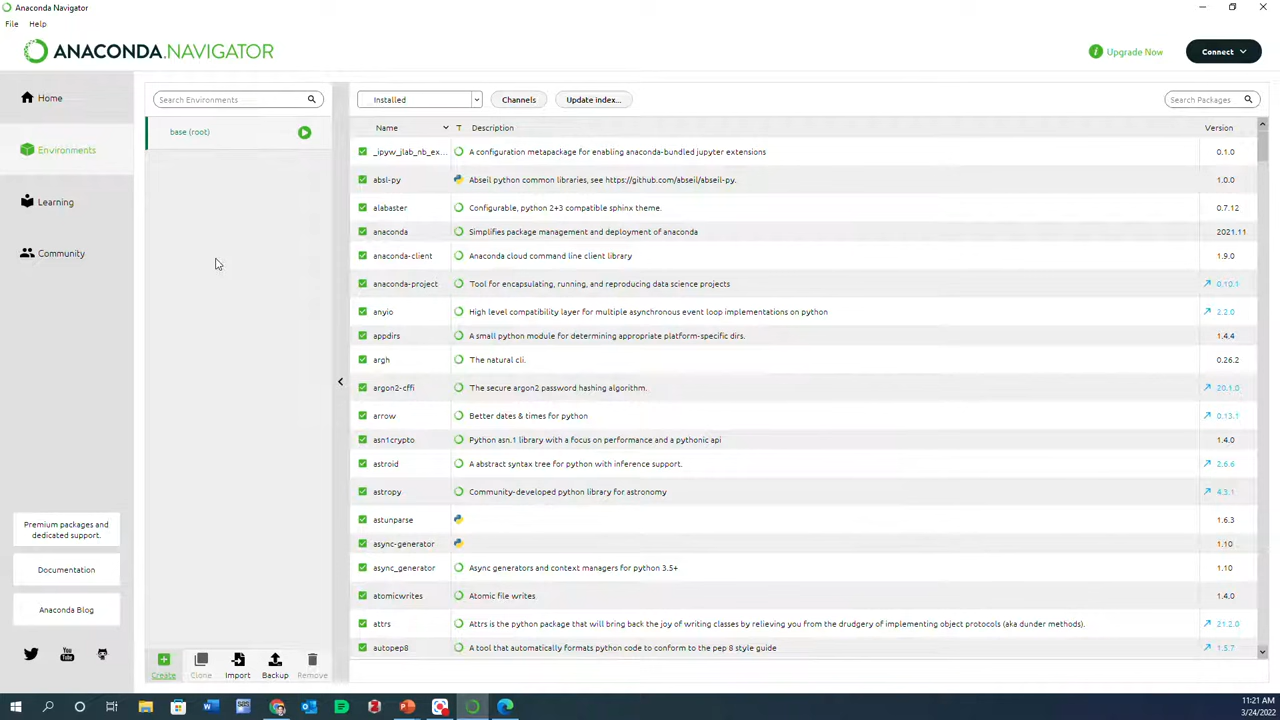 Anaconda Navigator
File Help
ANACONDA.NAVIGATOR
Upgrade Now
Connect
Home
Environments
Learning
Community
Premium packages and
dedicated support.
Documentation
Anaconda Blog
Search Environments
base (root)
Create Clone Import Backup Remove
Installed Channels Update index... Search Packages
Name T Description Version
_ipyw_jlab_nb_ex... A configuration metapackage for enabling anaconda-bundled jupyter extensions 0.1.0
absl-py Abseil python common libraries, see https://github.com/abseil/abseil-py. 1.0.0
alabaster Configurable, python 2+3 compatible sphinx theme. 0.7.12
anaconda Simplifies package management and deployment of anaconda 2021.11
anaconda-client Anaconda cloud command line client library 1.9.0
anaconda-project Tool for encapsulating, running, and reproducing data science projects 0.10.1
anyio High level compatibility layer for multiple asynchronous event loop implementations on python 2.2.0
appdirs A small python module for determining appropriate platform-specific dirs. 1.4.4
argh The natural cli. 0.26.2
argon2-cffi The secure argon2 password hashing algorithm. 20.1.0
arrow Better dates & times for python 0.13.1
asn1crypto Python asn.1 library with a focus on performance and a pythonic api 1.4.0
astroid A abstract syntax tree for python with inference support. 2.6.6
astropy Community-developed python library for astronomy 4.3.1
astunparse 1.6.3
async-generator 1.10
async_generator Async generators and context managers for python 3.5+ 1.10
atomicwrites Atomic file writes 1.4.0
attrs Attrs is the python package that will bring back the joy of writing classes by relieving you from the drudgery of implementing object protocols (aka dunder methods). 21.2.0
autopep8 A tool that automatically formats python code to conform to the pep 8 style guide 1.5.7
11:21 AM
3/24/2022